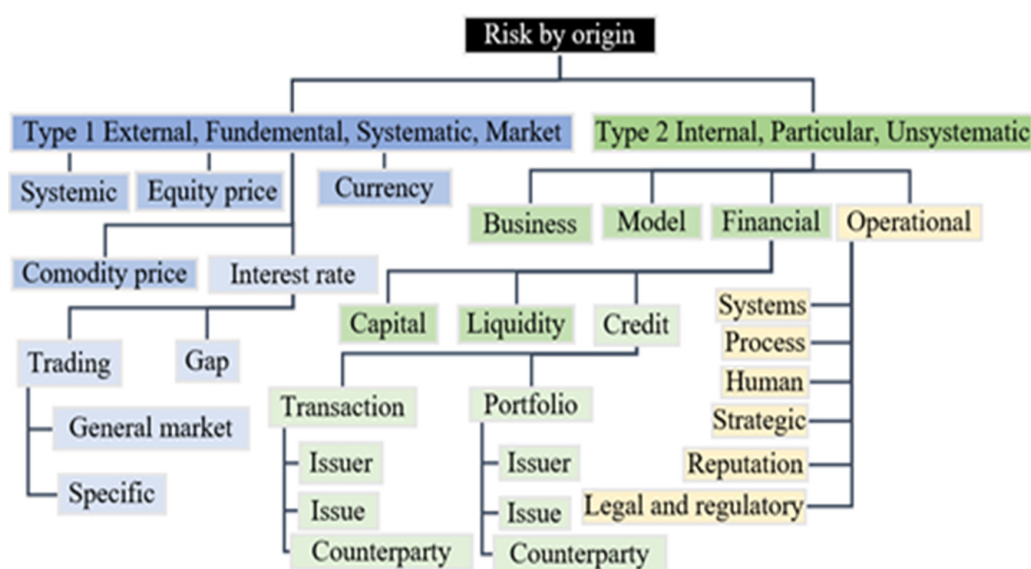 Risk by origin
Type 1 External, Fundemental, Systematic, Market
Type 2 Internal, Particular, Unsystematic
Systemic
Equity price
Currency
Business
Model
Financial
Operational
Comodity price
Interest rate
Capital
Liquidity
Credit
Systems
Process
Human
Strategic
Reputation
Legal and regulatory
Trading
Gap
General market
Specific
Transaction
Portfolio
Issuer
Issue
Counterparty
Issuer
Issue
Counterparty